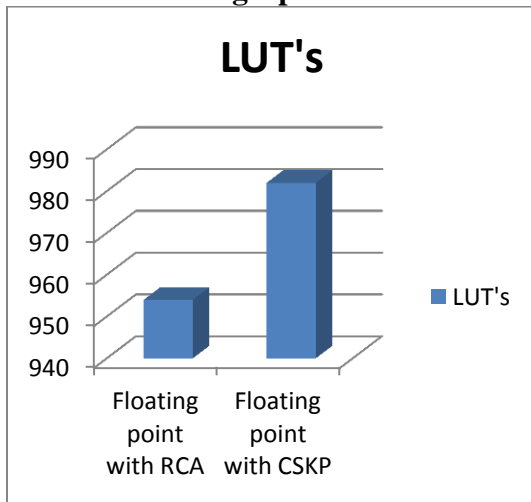 LUT's
990
980
970
960
950
940
Floating
point
with RCA
Floating
point
with CSKP
LUT's